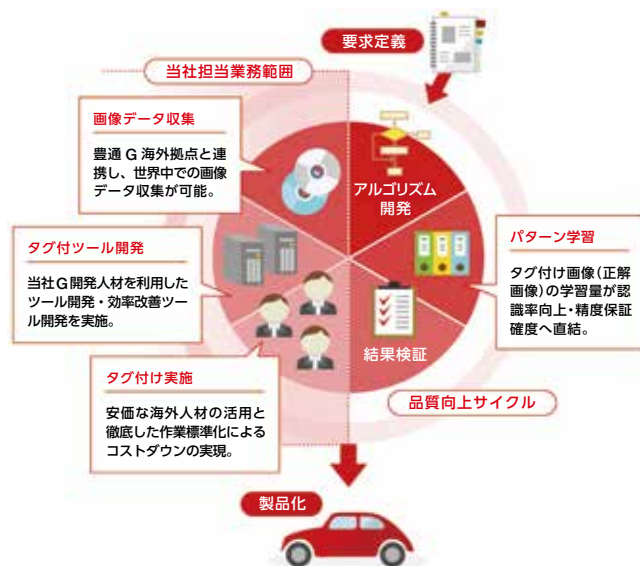 要求定義
当社担当業務範囲
画像データ収集
豊通 G 海外拠点と連
携し、世界中での画像
データ収集が可能。
アルゴリズム
開発
タグ付ツール開発
当社G開発人材を利用した
ツール開発・効率改善ツー
ル開発を実施。
パターン学習
タグ付け画像(正解
画像)の学習量が認
識率向上・精度保証
確度へ直結。
結果検証
タグ付け実施
安価な海外人材の活用と
徹底した作業標準化による
コストダウンの実現。
品質向上サイクル
製品化